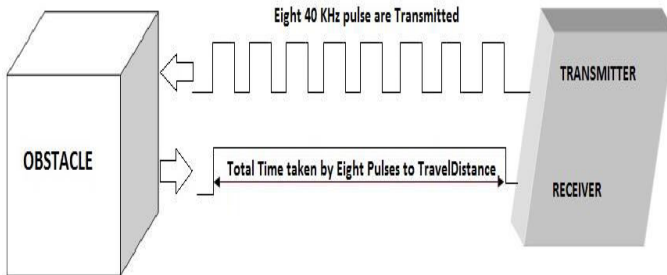 Eight 40 KHz pulse are Transmitted
TRANSMITTER
OBSTACLE
Total Time taken by Eight Pulses to TravelDistance
RECEIVER